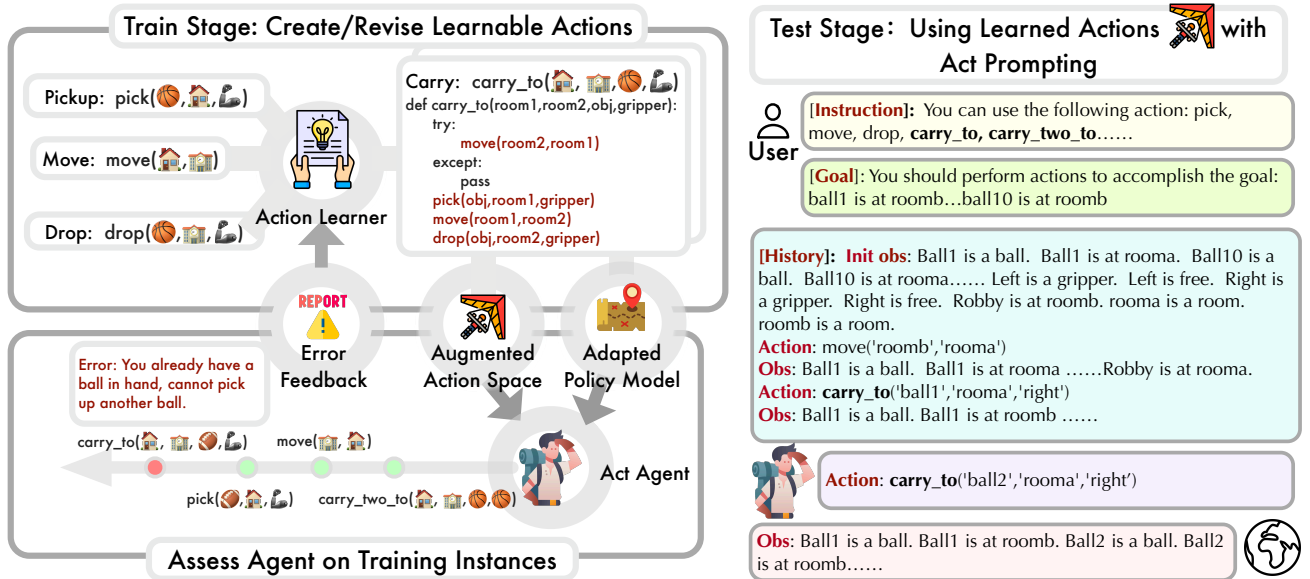 Train Stage: Create/Revise Learnable Actions
Pickup: pick( , , )
Move: move( , )
Drop: drop( , , )
Action Learner
Carry: carry_to( , , , )
def carry_to(room1,room2,obj,gripper):
try:
move(room2,room1)
except:
pass
pick(obj,room1,gripper)
move(room1,room2)
drop(obj,room2,gripper)
REPORT
Error
Feedback
Augmented
Action Space
Adapted
Policy Model
Error: You already have a
ball in hand, cannot pick
up another ball.
carry_to( , , , )
move( , )
pick( , , )
carry_two_to( , , , )
Act Agent
Assess Agent on Training Instances
Test Stage: Using Learned Actions with
Act Prompting
User
[Instruction]: You can use the following action: pick,
move, drop, carry_to, carry_two_to……
[Goal]: You should perform actions to accomplish the goal:
ball1 is at roomb…ball10 is at roomb
[History]: Init obs: Ball1 is a ball. Ball1 is at rooma. Ball10 is a
ball. Ball10 is at rooma…… Left is a gripper. Left is free. Right is
a gripper. Right is free. Robby is at roomb. rooma is a room.
roomb is a room.
Action: move('roomb','rooma')
Obs: Ball1 is a ball. Ball1 is at rooma ……Robby is at rooma.
Action: carry_to('ball1','rooma','right')
Obs: Ball1 is a ball. Ball1 is at roomb ……
Action: carry_to('ball2','rooma','right')
Obs: Ball1 is a ball. Ball1 is at roomb. Ball2 is a ball. Ball2
is at roomb……